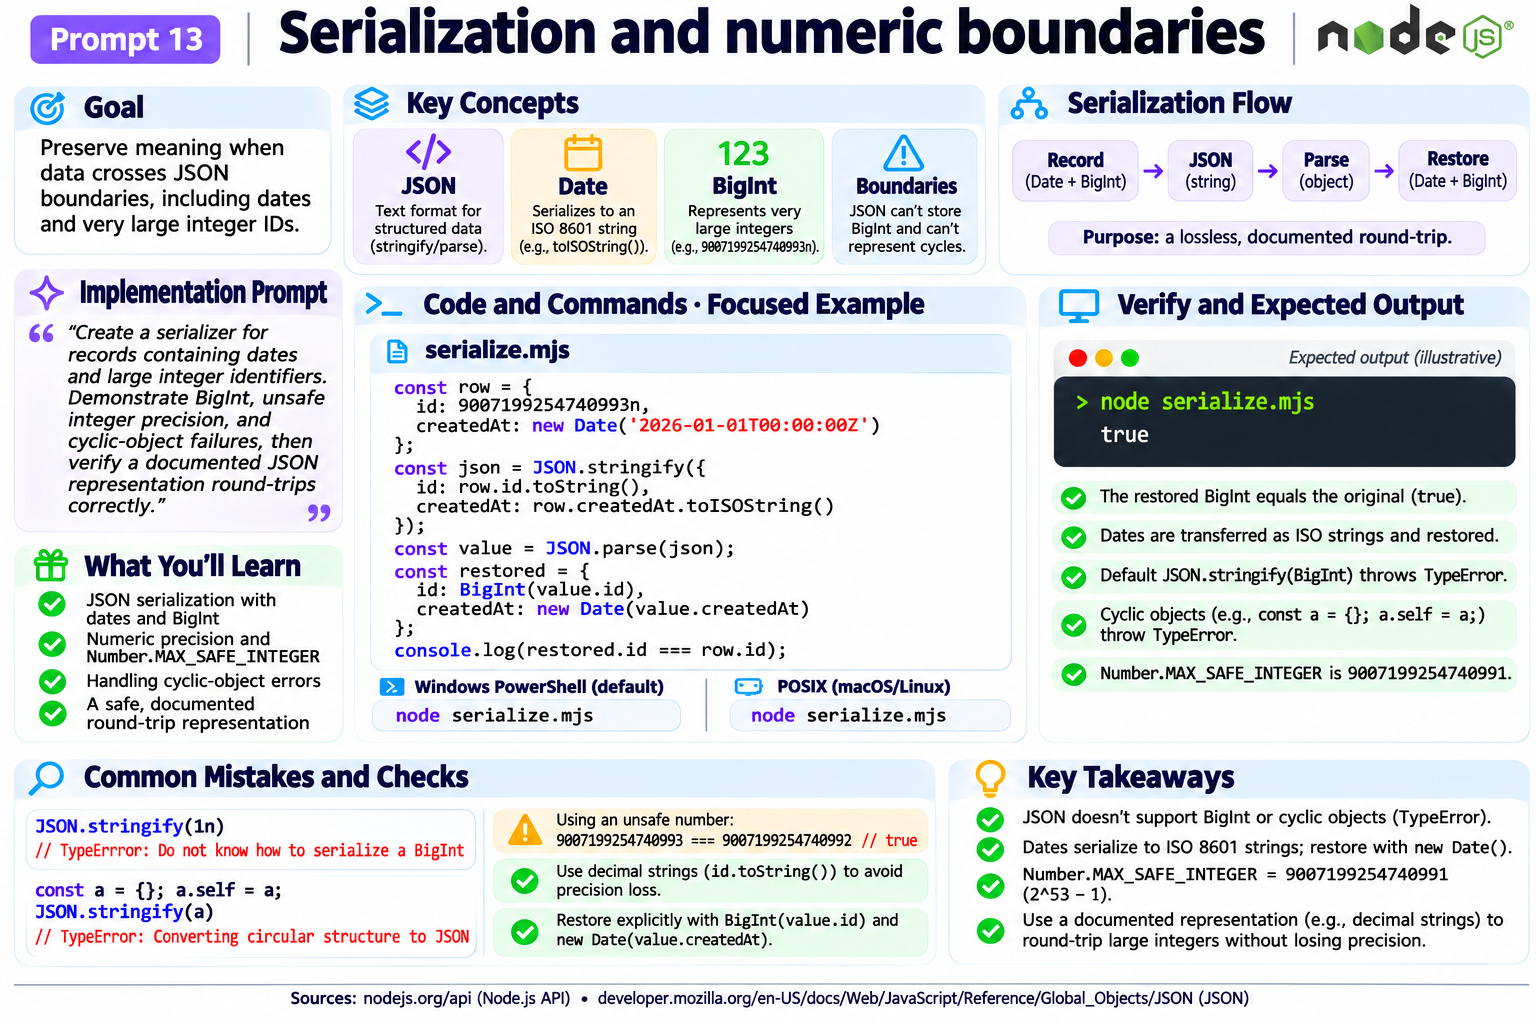 Prompt 13
Serialization and numeric boundaries
node JS ®
Goal
Preserve meaning when
data crosses JSON
boundaries, including dates
and very large integer IDs.
Key Concepts
</>
JSON
Text format for
structured data
(stringify/parse).
Date
Serializes to an
ISO 8601 string
(e.g., toISOString()).
123
BigInt
Represents very
large integers
(e.g., 9007199254740993n).
Boundaries
JSON can't store
BigInt and can't
represent cycles.
Serialization Flow
Record
(Date + BigInt)
JSON
(string)
Parse
(object)
Restore
(Date + BigInt)
Purpose: a lossless, documented round-trip.
Implementation Prompt
“Create a serializer for
records containing dates
and large integer identifiers.
Demonstrate BigInt, unsafe
integer precision, and
cyclic-object failures, then
verify a documented JSON
representation round-trips
correctly.”
What You’ll Learn
JSON serialization with
dates and BigInt
Numeric precision and
Number.MAX_SAFE_INTEGER
Handling cyclic-object errors
A safe, documented
round-trip representation
Code and Commands · Focused Example
serialize.mjs
const row = {
id: 9007199254740993n,
createdAt: new Date('2026-01-01T00:00:00Z')
};
const json = JSON.stringify({
id: row.id.toString(),
createdAt: row.createdAt.toISOString()
});
const value = JSON.parse(json);
const restored = {
id: BigInt(value.id),
createdAt: new Date(value.createdAt)
};
console.log(restored.id === row.id);
Windows PowerShell (default)
node serialize.mjs
POSIX (macOS/Linux)
node serialize.mjs
Verify and Expected Output
Expected output (illustrative)
> node serialize.mjs
true
The restored BigInt equals the original (true).
Dates are transferred as ISO strings and restored.
Default JSON.stringify(BigInt) throws TypeError.
Cyclic objects (e.g., const a = {}; a.self = a;)
throw TypeError.
Number.MAX_SAFE_INTEGER is 9007199254740991.
Common Mistakes and Checks
JSON.stringify(1n)
// TypeErrror: Do not know how to serialize a BigInt
const a = {}; a.self = a;
JSON.stringify(a)
// TypeError: Converting circular structure to JSON
Using an unsafe number:
9007199254740993 === 9007199254740992 // true
Use decimal strings (id.toString()) to avoid
precision loss.
Restore explicitly with BigInt(value.id) and
new Date(value.createdAt).
Key Takeaways
JSON doesn’t support BigInt or cyclic objects (TypeError).
Dates serialize to ISO 8601 strings; restore with new Date().
Number.MAX_SAFE_INTEGER = 9007199254740991
(2^53 – 1).
Use a documented representation (e.g., decimal strings) to
round-trip large integers without losing precision.
Sources: nodejs.org/api (Node.js API) • developer.mozilla.org/en-US/docs/Web/JavaScript/Reference/Global_Objects/JSON (JSON)